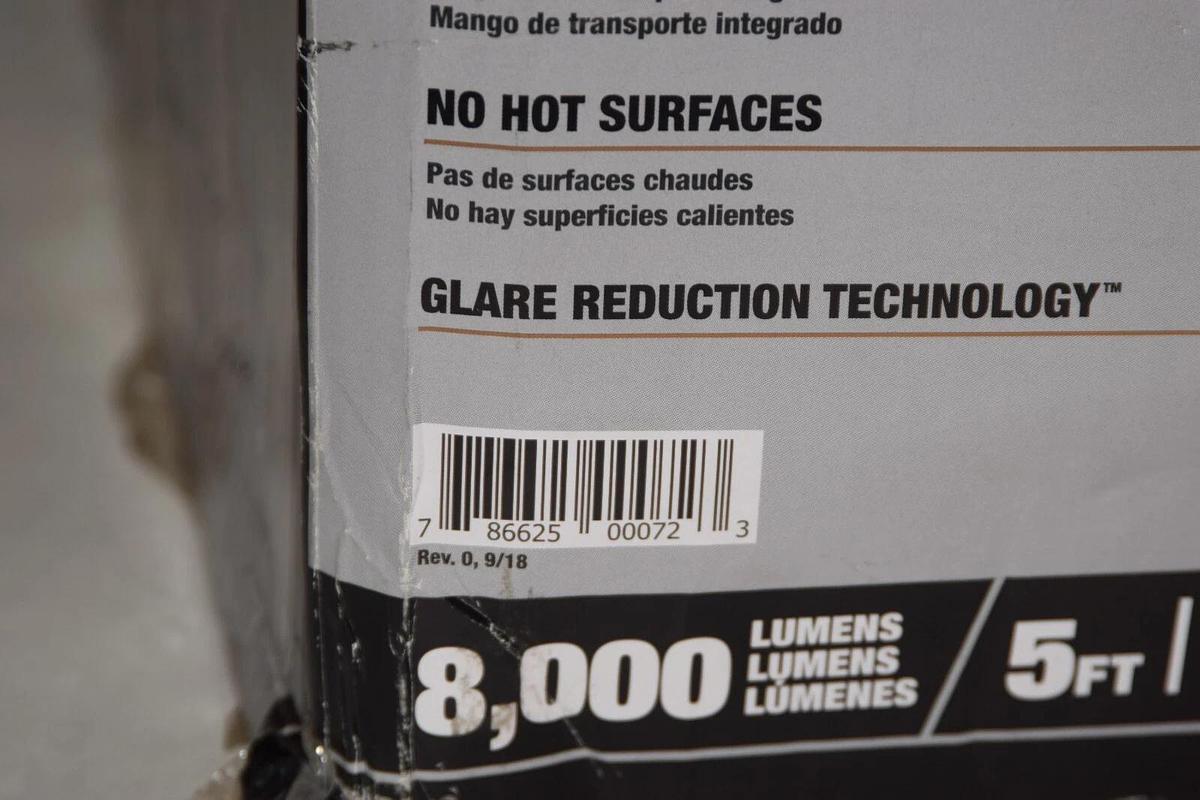 Mango de transporte integrado
NO HOT SURFACES
Pas de surfaces chaudes
No hay superficies calientes
GLARE REDUCTION TECHNOLOGY™
7 86625 00072 3
Rev. 0, 9/18
8,000 LUMENS
LUMENS
LÚMENES
5FT